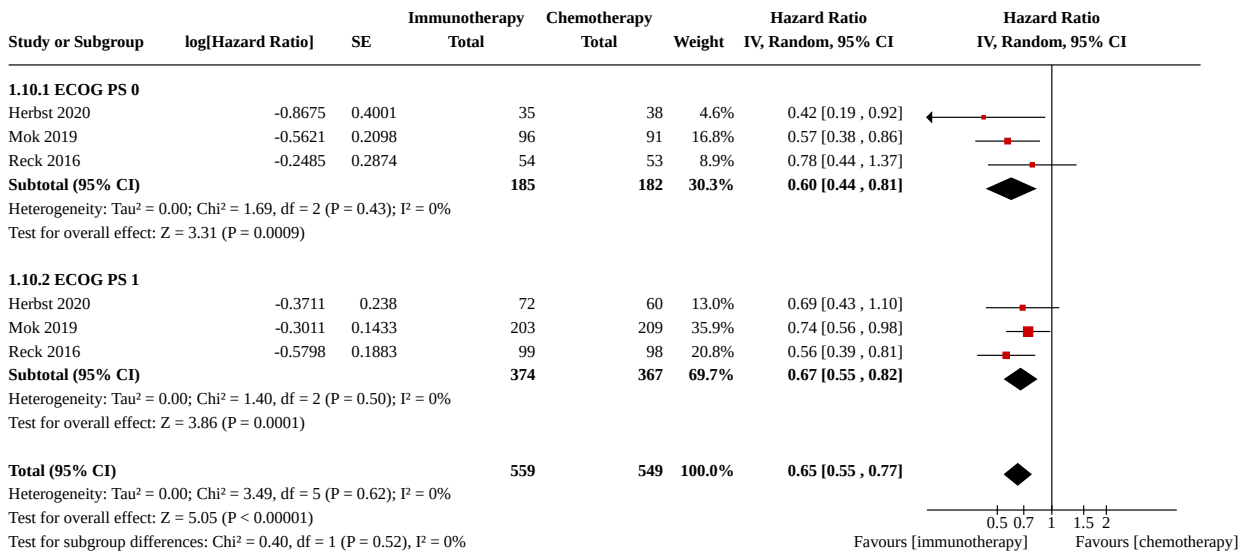 Immunotherapy Chemotherapy Hazard Ratio Hazard Ratio
Study or Subgroup log[Hazard Ratio] SE Total Total Weight IV, Random, 95% CI IV, Random, 95% CI
1.10.1 ECOG PS 0
Herbst 2020 -0.8675 0.4001 35 38 4.6% 0.42 [0.19 , 0.92]
Mok 2019 -0.5621 0.2098 96 91 16.8% 0.57 [0.38 , 0.86]
Reck 2016 -0.2485 0.2874 54 53 8.9% 0.78 [0.44 , 1.37]
Subtotal (95% CI) 185 182 30.3% 0.60 [0.44 , 0.81]
Heterogeneity: Tau² = 0.00; Chi² = 1.69, df = 2 (P = 0.43); I² = 0%
Test for overall effect: Z = 3.31 (P = 0.0009)
1.10.2 ECOG PS 1
Herbst 2020 -0.3711 0.238 72 60 13.0% 0.69 [0.43 , 1.10]
Mok 2019 -0.3011 0.1433 203 209 35.9% 0.74 [0.56 , 0.98]
Reck 2016 -0.5798 0.1883 99 98 20.8% 0.56 [0.39 , 0.81]
Subtotal (95% CI) 374 367 69.7% 0.67 [0.55 , 0.82]
Heterogeneity: Tau² = 0.00; Chi² = 1.40, df = 2 (P = 0.50); I² = 0%
Test for overall effect: Z = 3.86 (P = 0.0001)
Total (95% CI) 559 549 100.0% 0.65 [0.55 , 0.77]
Heterogeneity: Tau² = 0.00; Chi² = 3.49, df = 5 (P = 0.62); I² = 0%
Test for overall effect: Z = 5.05 (P < 0.00001)
0.5 0.7 1 1.5 2
Test for subgroup differences: Chi² = 0.40, df = 1 (P = 0.52), I² = 0%
Favours [immunotherapy] Favours [chemotherapy]